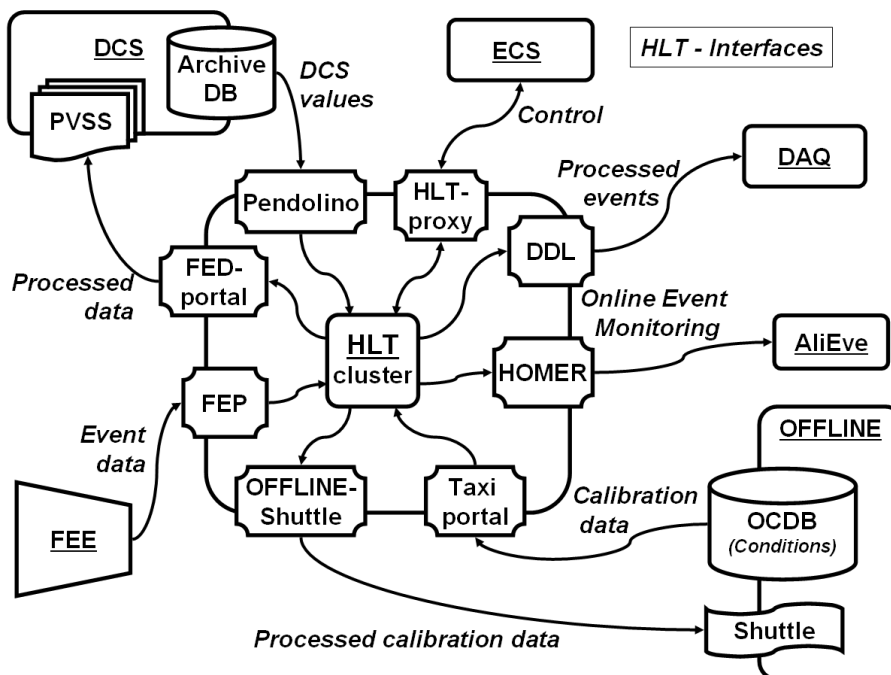 DCS
Archive
DB
PVSS
DCS
values
ECS
HLT - Interfaces
Control
Processed
events
DAQ
Pendolino
HLT-
proxy
DDL
FED-
portal
Processed
data
Online Event
Monitoring
HLT
cluster
HOMER
AliEve
FEP
Event
data
OFFLINE
OFFLINE-
Shuttle
Taxi
portal
Calibration
data
OCDB
(Conditions)
FEE
Processed calibration data
Shuttle